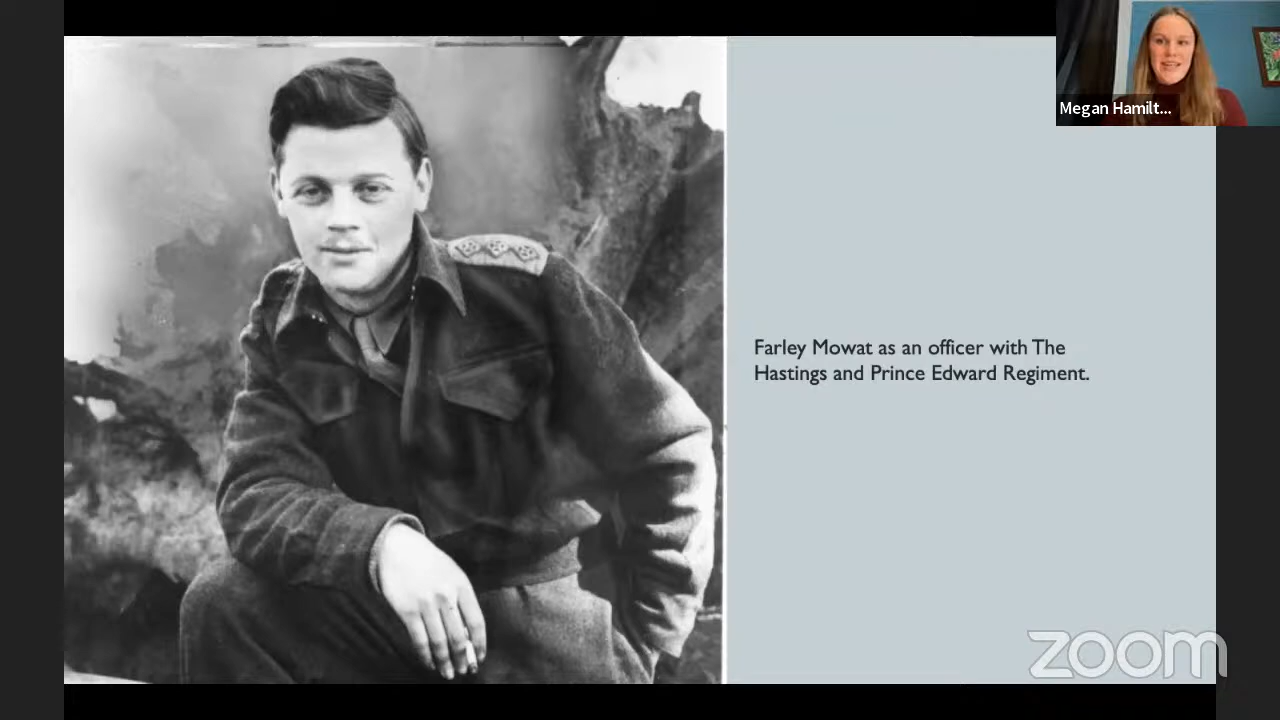 Megan Hamilt...
Farley Mowat as an officer with The
Hastings and Prince Edward Regiment.
zoom